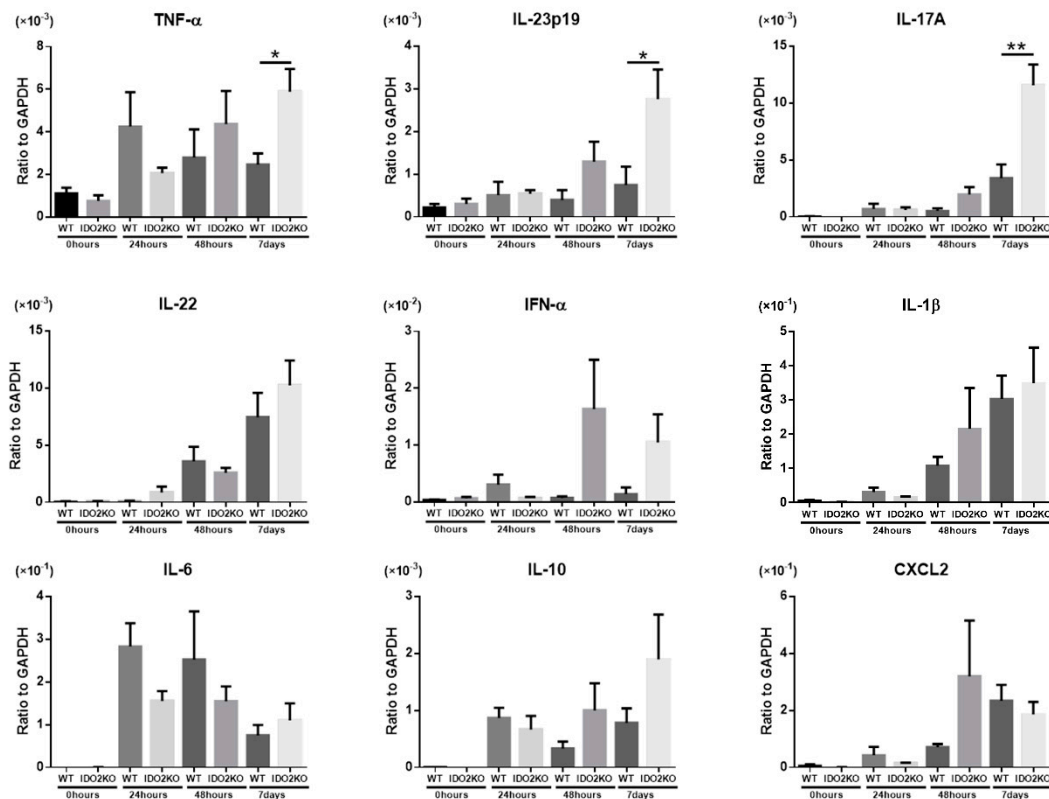 TNF-α IL-23p19 IL-17A
(×10⁻³) (×10⁻³) (×10⁻³)
* * **
8 4 15
6 3 10
4 2 5
2 1 0
0 0
Ratio to GAPDH Ratio to GAPDH Ratio to GAPDH
WT IDO2KO WT IDO2KO WT IDO2KO WT IDO2KO WT IDO2KO WT IDO2KO WT IDO2KO WT IDO2KO WT IDO2KO WT IDO2KO WT IDO2KO WT IDO2KO
0hours 24hours 48hours 7days 0hours 24hours 48hours 7days 0hours 24hours 48hours 7days
IL-22 IFN-α IL-1β
(×10⁻³) (×10⁻²) (×10⁻¹)
15 3 5
10 2 4
5 1 3
0 0 2
1
0
Ratio to GAPDH Ratio to GAPDH Ratio to GAPDH
WT IDO2KO WT IDO2KO WT IDO2KO WT IDO2KO WT IDO2KO WT IDO2KO WT IDO2KO WT IDO2KO WT IDO2KO WT IDO2KO WT IDO2KO WT IDO2KO
0hours 24hours 48hours 7days 0hours 24hours 48hours 7days 0hours 24hours 48hours 7days
IL-6 IL-10 CXCL2
(×10⁻¹) (×10⁻³) (×10⁻¹)
4 3 6
3 2 4
2 1 2
1 0 0
0
Ratio to GAPDH Ratio to GAPDH Ratio to GAPDH
WT IDO2KO WT IDO2KO WT IDO2KO WT IDO2KO WT IDO2KO WT IDO2KO WT IDO2KO WT IDO2KO WT IDO2KO WT IDO2KO WT IDO2KO WT IDO2KO
0hours 24hours 48hours 7days 0hours 24hours 48hours 7days 0hours 24hours 48hours 7days